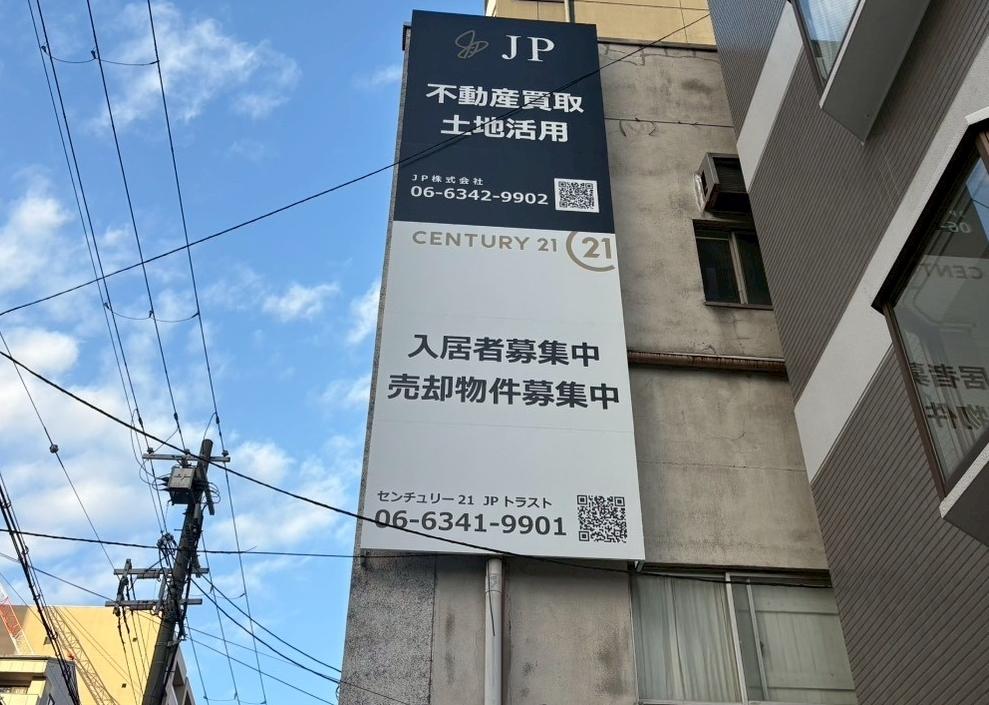 JP
不動産買取
土地活用
JP株式会社
06-6342-9902
CENTURY 21
21
入居者募集中
売却物件募集中
センチュリー21 JPトラスト
06-6341-9901